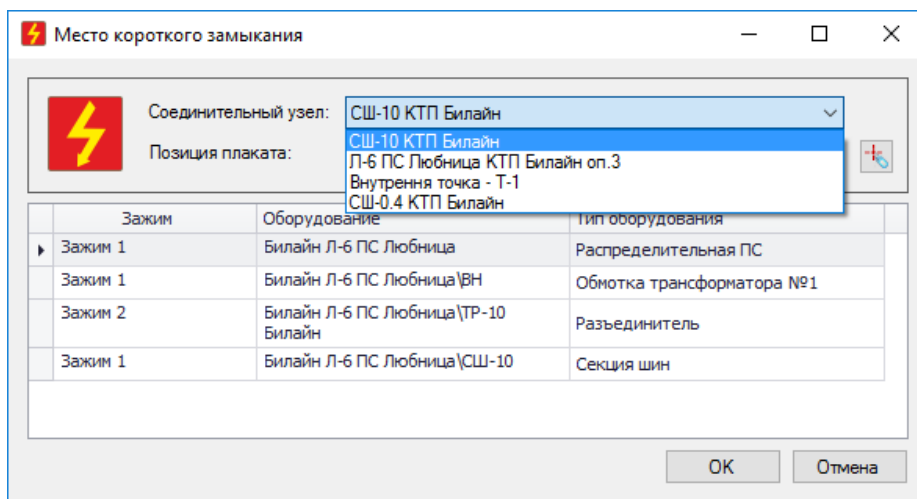 Место короткого замыкания
Соединительный узел: СШ-10 КТП Билайн
СШ-10 КТП Билайн
Позиция плаката:
Л-6 ПС Любница КТП Билайн оп.3
Внутрення точка - Т-1
СШ-0.4 КТП Билайн
Зажим Оборудование Тип оборудования
Зажим 1 Билайн Л-6 ПС Любница Распределительная ПС
Зажим 1 Билайн Л-6 ПС Любница\ВН Обмотка трансформатора №1
Зажим 2 Билайн Л-6 ПС Любница\ТР-10
Билайн Разъединитель
Зажим 1 Билайн Л-6 ПС Любница\СШ-10 Секция шин
OK Отмена